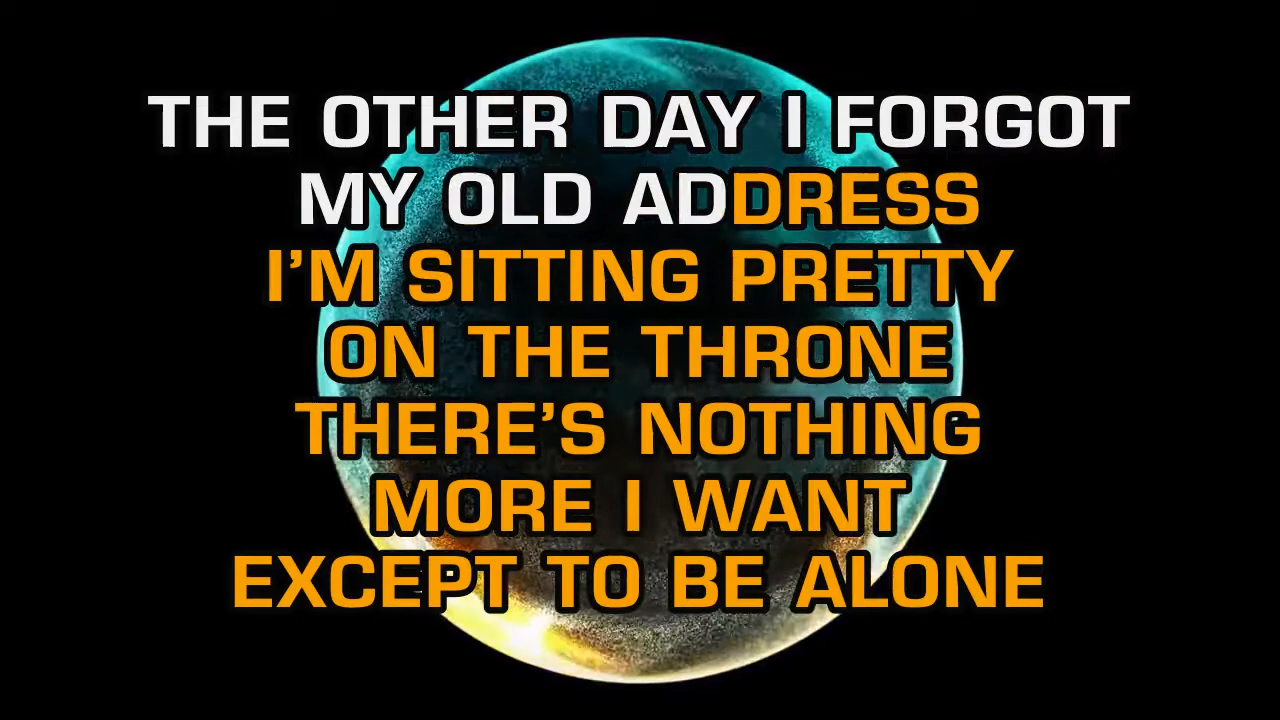 THE OTHER DAY I FORGOT
MY OLD ADDRESS
I’M SITTING PRETTY
ON THE THRONE
THERE’S NOTHING
MORE I WANT
EXCEPT TO BE ALONE